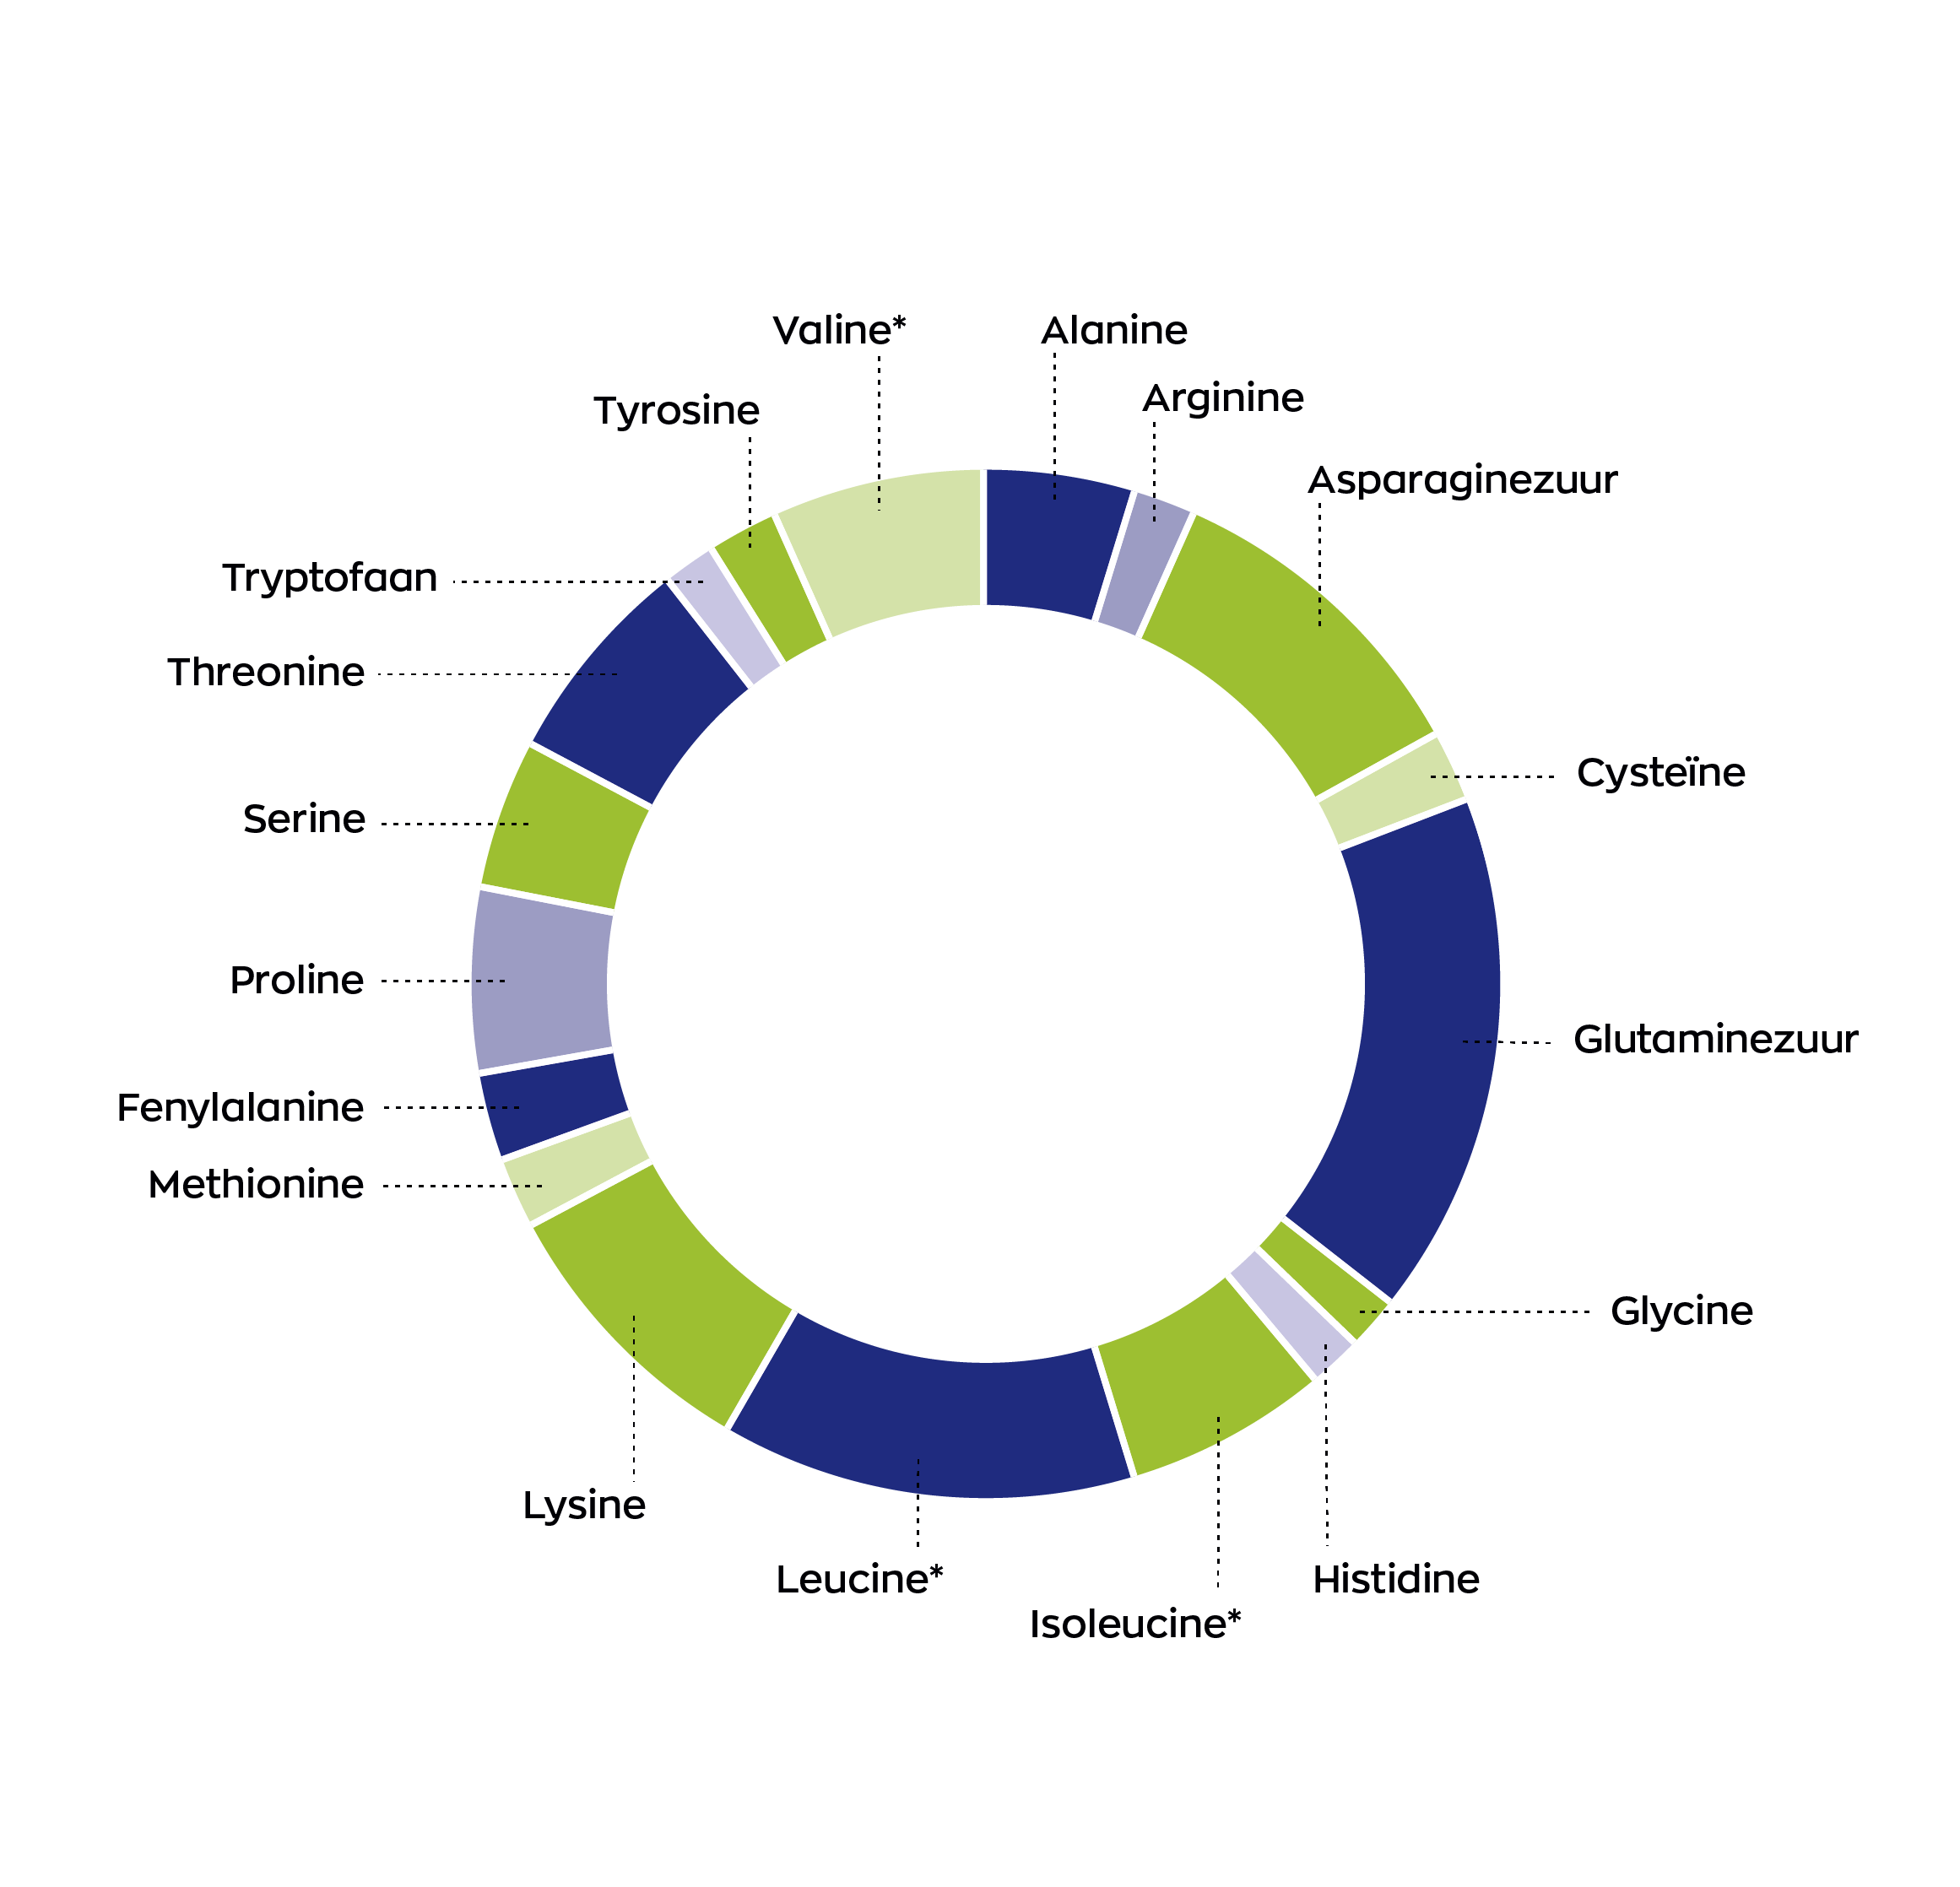 Valine*
Alanine
Arginine
Tyrosine
Asparaginezuur
Tryptofaan
Threonine
Cysteïne
Serine
Proline
Glutaminezuur
Fenylalanine
Methionine
Glycine
Lysine
Leucine*
Histidine
Isoleucine*